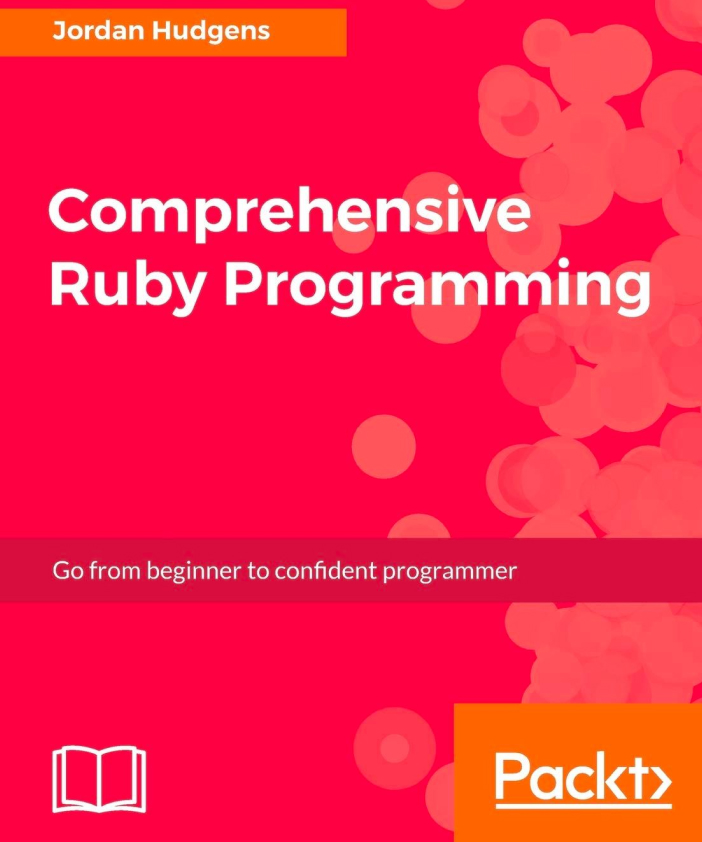 Jordan Hudgens
Comprehensive
Ruby Programming
Go from beginner to confident programmer
Packt>